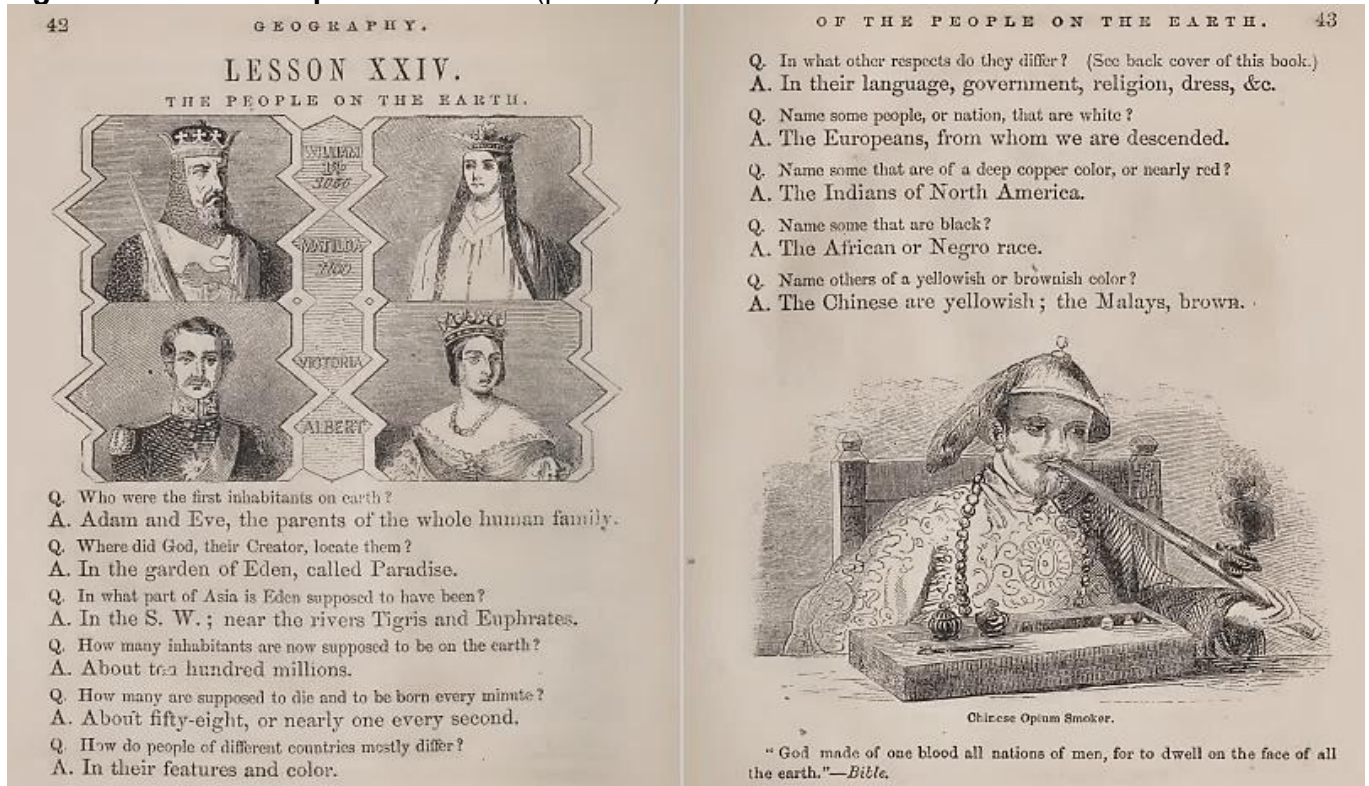 42 GEOGRAPHY.
LESSON XXIV.
THE PEOPLE ON THE EARTH.
WILLIAM
1st
1066
MATILDA
1100
VICTORIA
ALBERT
Q. Who were the first inhabitants on earth?
A. Adam and Eve, the parents of the whole human family.
Q. Where did God, their Creator, locate them?
A. In the garden of Eden, called Paradise.
Q. In what part of Asia is Eden supposed to have been?
A. In the S. W.; near the rivers Tigris and Euphrates.
Q. How many inhabitants are now supposed to be on the earth?
A. About ten hundred millions.
Q. How many are supposed to die and to be born every minute?
A. About fifty-eight, or nearly one every second.
Q. How do people of different countries mostly differ?
A. In their features and color.
OF THE PEOPLE ON THE EARTH. 43
Q. In what other respects do they differ? (See back cover of this book.)
A. In their language, government, religion, dress, &c.
Q. Name some people, or nation, that are white?
A. The Europeans, from whom we are descended.
Q. Name some that are of a deep copper color, or nearly red?
A. The Indians of North America.
Q. Name some that are black?
A. The African or Negro race.
Q. Name others of a yellowish or brownish color?
A. The Chinese are yellowish; the Malays, brown.
Chinese Opium Smoker.
"God made of one blood all nations of men, for to dwell on the face of all
the earth."—Bible.